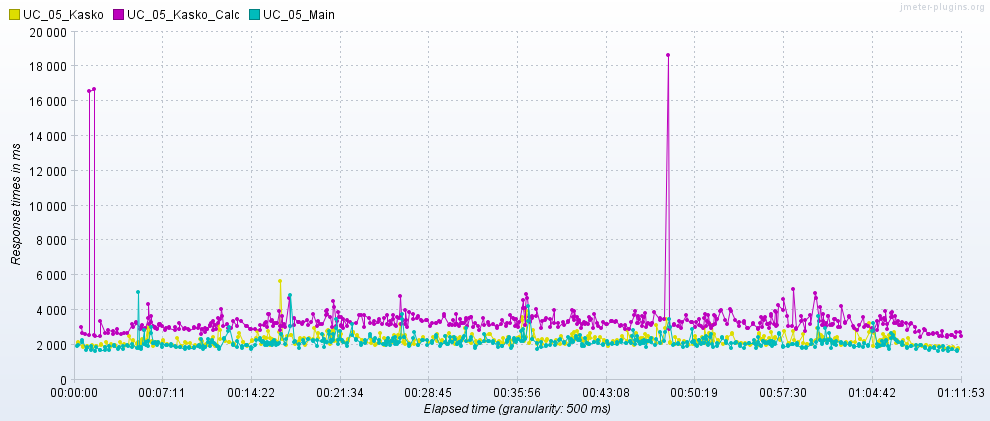 UC_05_Kasko UC_05_Kasko_Calc UC_05_Main
jmeter-plugins.org
20 000
18 000
16 000
14 000
12 000
10 000
8 000
6 000
4 000
2 000
0
Response times in ms
00:00:00 00:07:11 00:14:22 00:21:34 00:28:45 00:35:56 00:43:08 00:50:19 00:57:30 01:04:42 01:11:53
Elapsed time (granularity: 500 ms)